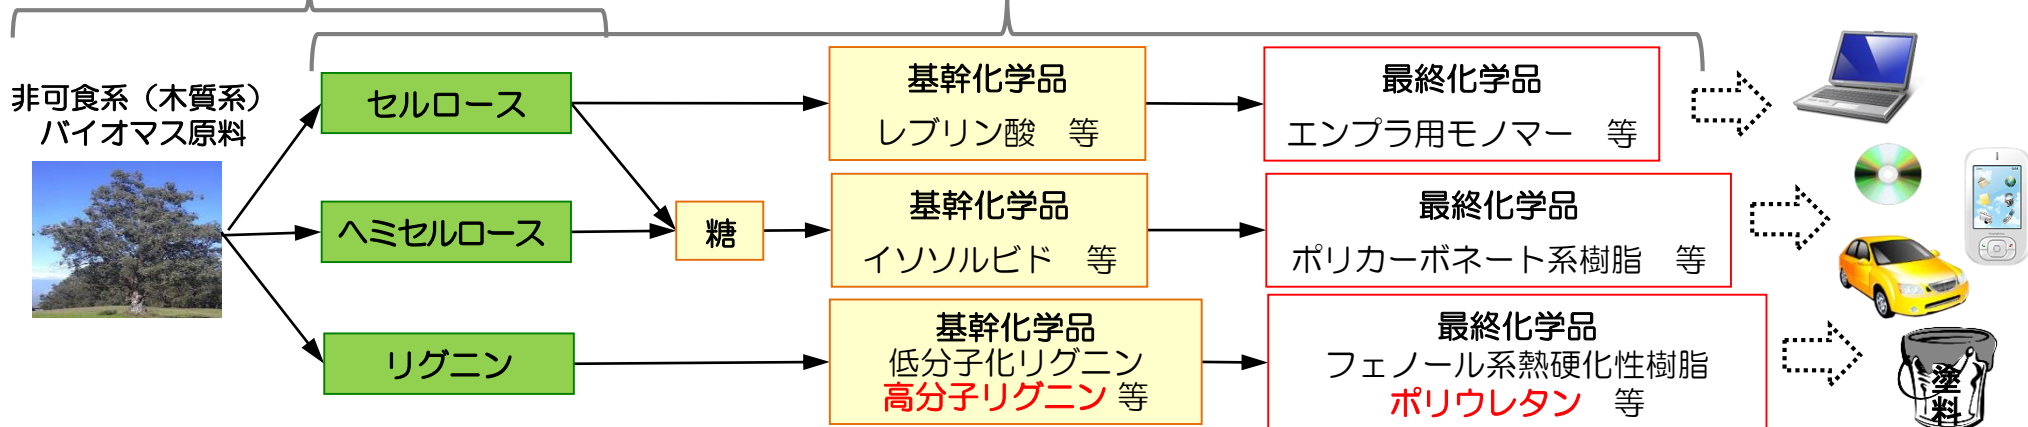 非可食系（木質系）
バイオマス原料
セルロース
ヘミセルロース
リグニン
糖
基幹化学品
レブリン酸　等
基幹化学品
イソソルビド　等
基幹化学品
低分子化リグニン
高分子リグニン 等
最終化学品
エンプラ用モノマー　等
最終化学品
ポリカーボネート系樹脂　等
最終化学品
フェノール系熱硬化性樹脂
ポリウレタン　等
塗
料